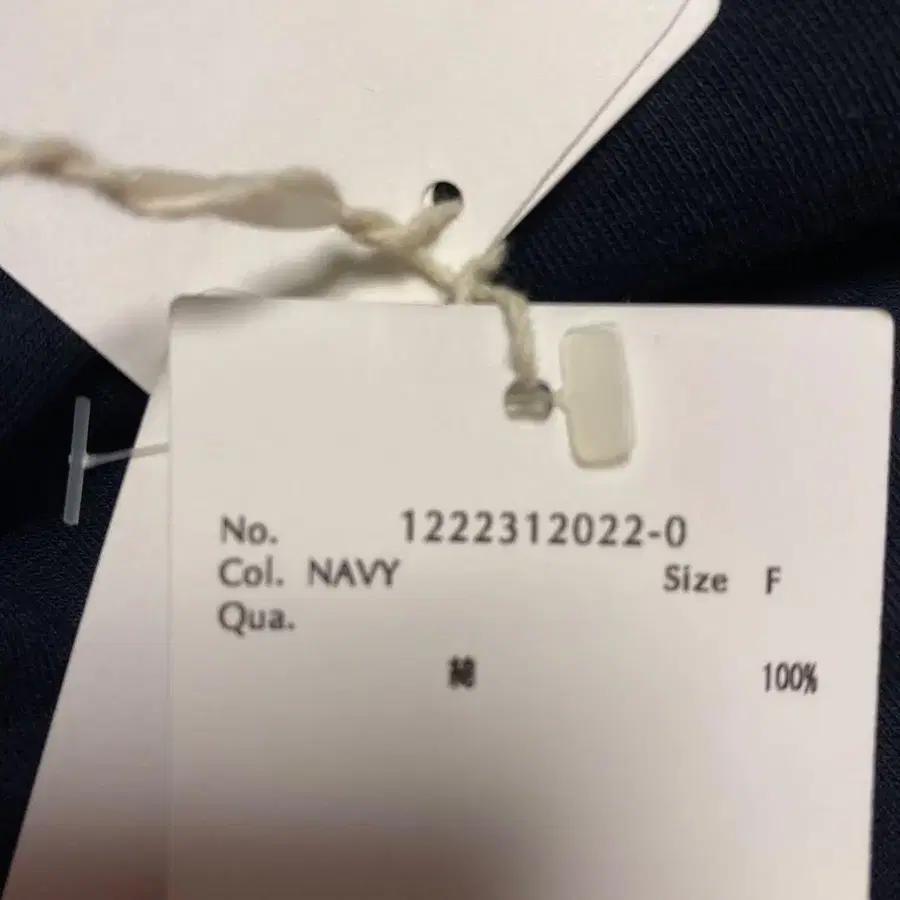 No. 1222312022-0
Col. NAVY Size F
Qua.
綿 100%